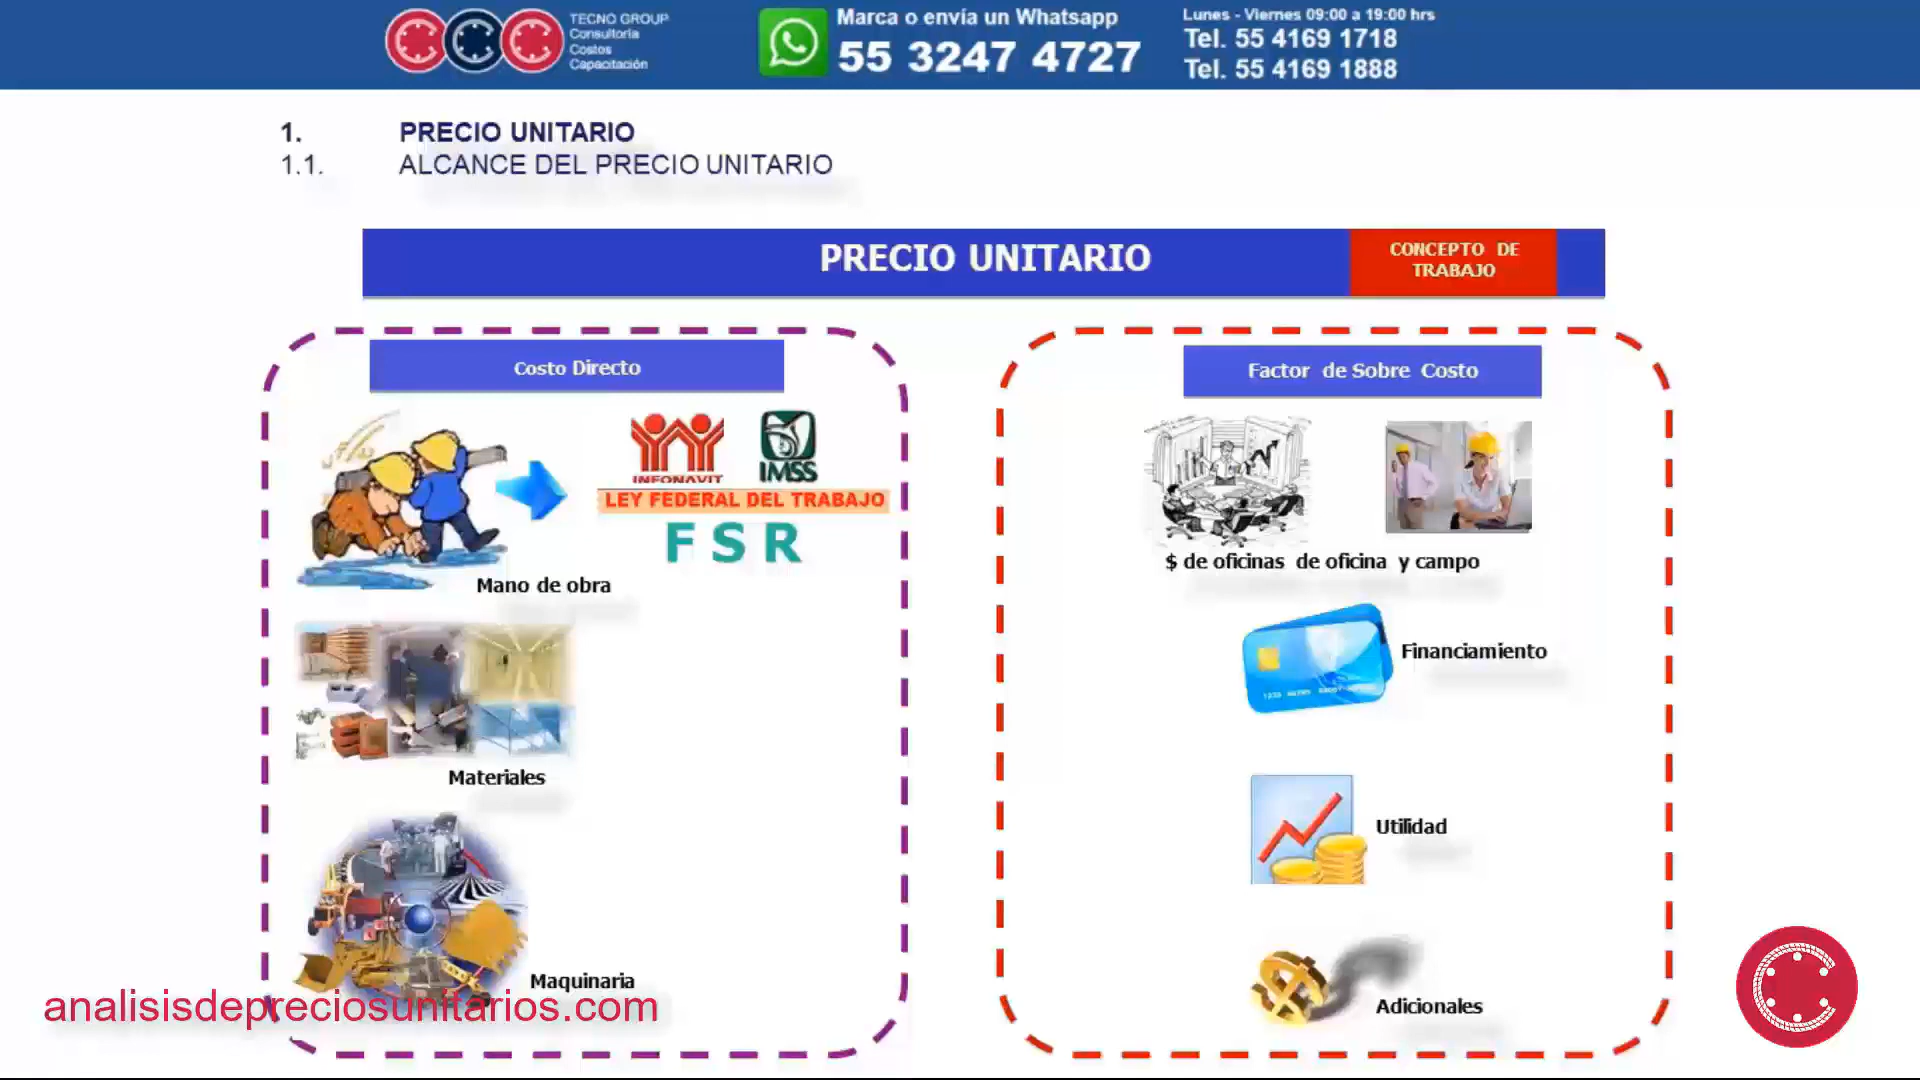 TECNO GROUP
Consultoría
Costos
Capacitación
Marca o envía un Whatsapp
55 3247 4727
Lunes - Viernes 09:00 a 19:00 hrs
Tel. 55 4169 1718
Tel. 55 4169 1888
1. PRECIO UNITARIO
1.1. ALCANCE DEL PRECIO UNITARIO
PRECIO UNITARIO
CONCEPTO DE
TRABAJO
Costo Directo
INFONAVIT
IMSS
LEY FEDERAL DEL TRABAJO
F S R
Mano de obra
Materiales
Maquinaria
Factor de Sobre Costo
$ de oficinas de oficina y campo
Financiamiento
Utilidad
Adicionales
analisisdepreciosunitarios.com